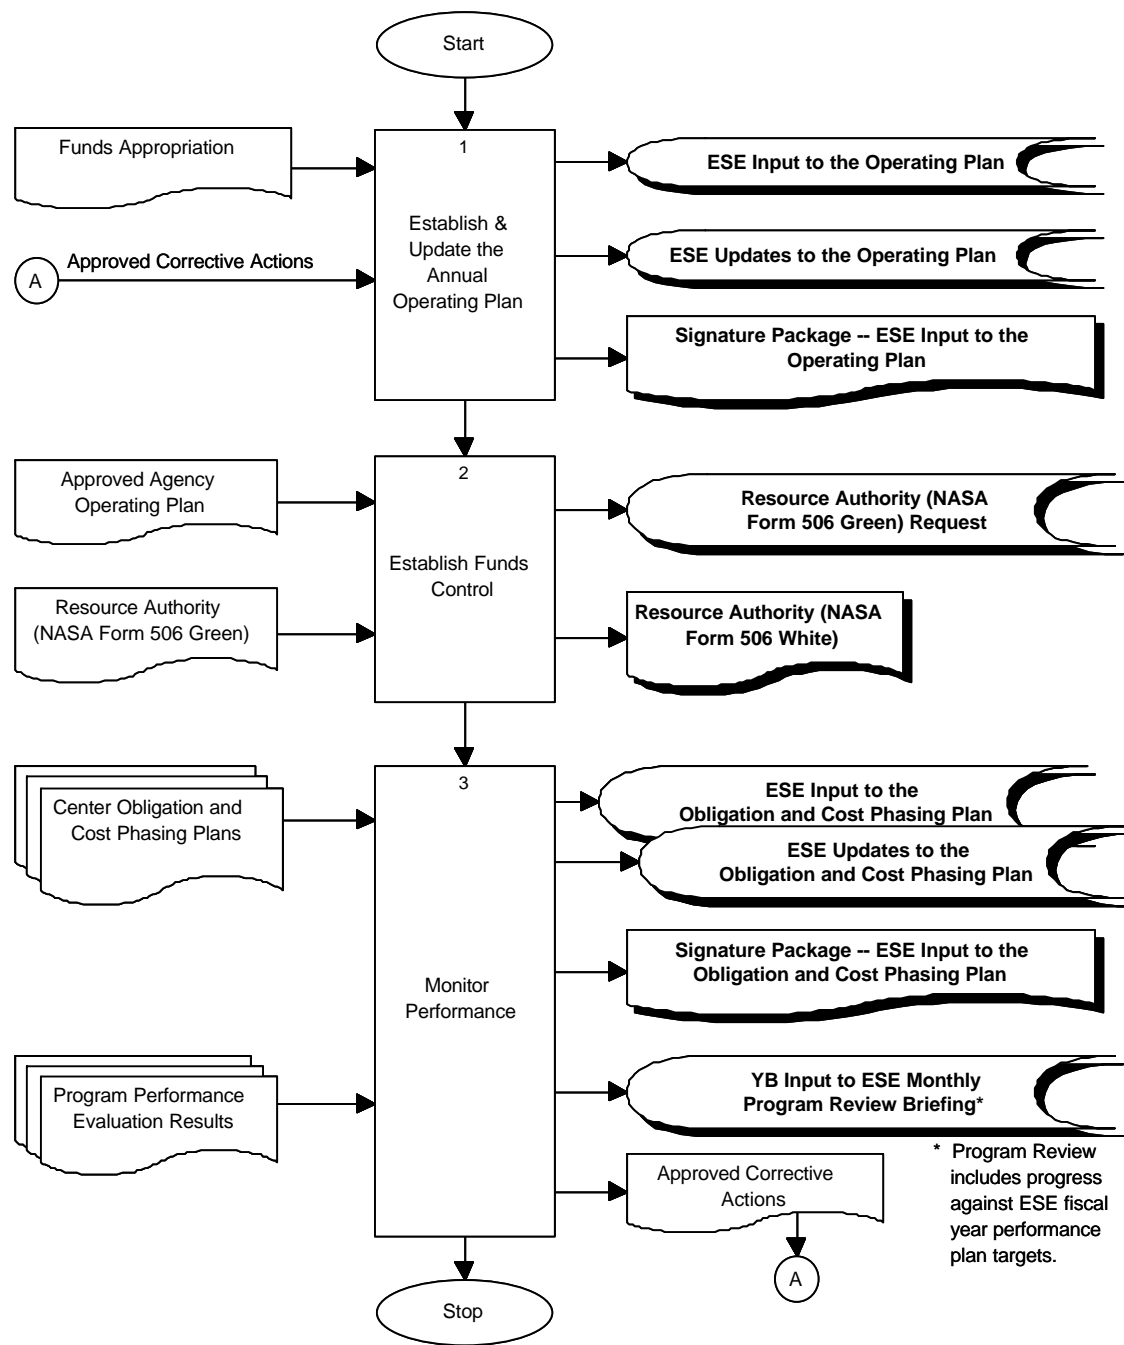 Start
1
Establish &
Update the
Annual
Operating Plan
Funds Appropriation
A
Approved Corrective Actions
ESE Input to the Operating Plan
ESE Updates to the Operating Plan
Signature Package -- ESE Input to the
Operating Plan
2
Establish Funds
Control
Approved Agency
Operating Plan
Resource Authority
(NASA Form 506 Green)
Resource Authority (NASA
Form 506 Green) Request
Resource Authority (NASA
Form 506 White)
3
Monitor
Performance
Center Obligation and
Cost Phasing Plans
Program Performance
Evaluation Results
ESE Input to the
Obligation and Cost Phasing Plan
ESE Updates to the
Obligation and Cost Phasing Plan
Signature Package -- ESE Input to the
Obligation and Cost Phasing Plan
YB Input to ESE Monthly
Program Review Briefing*
Approved Corrective
Actions
A
* Program Review
includes progress
against ESE fiscal
year performance
plan targets.
Stop